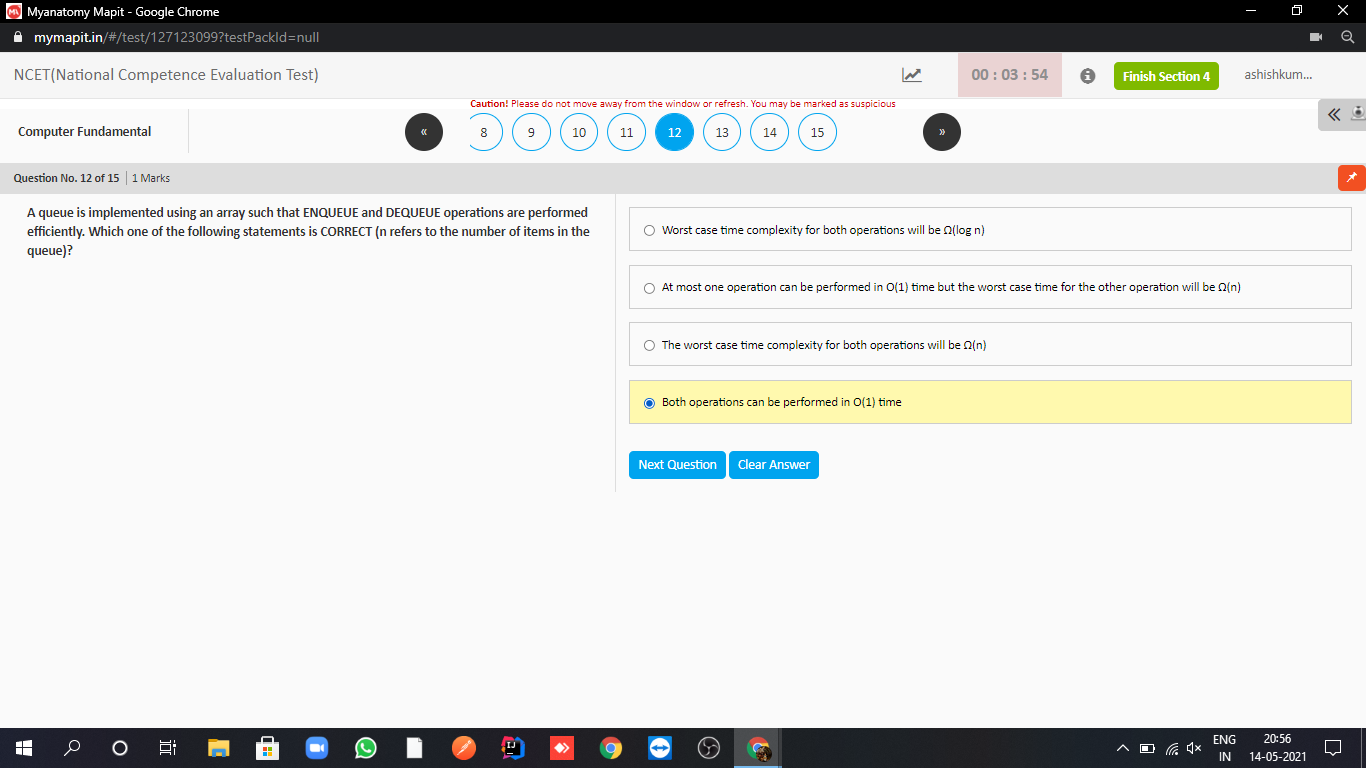 Myanatomy Mapit - Google Chrome
mymapit.in/#/test/127123099?testPackId=null
NCET(National Competence Evaluation Test)
00 : 03 : 54
Finish Section 4
ashishkum...
Caution! Please do not move away from the window or refresh. You may be marked as suspicious
Computer Fundamental
« 8 9 10 11 12 13 14 15 »
Question No. 12 of 15 | 1 Marks
A queue is implemented using an array such that ENQUEUE and DEQUEUE operations are performed
efficiently. Which one of the following statements is CORRECT (n refers to the number of items in the
queue)?
Worst case time complexity for both operations will be Ω(log n)
At most one operation can be performed in O(1) time but the worst case time for the other operation will be Ω(n)
The worst case time complexity for both operations will be Ω(n)
Both operations can be performed in O(1) time
Next Question
Clear Answer
ENG
IN
20:56
14-05-2021